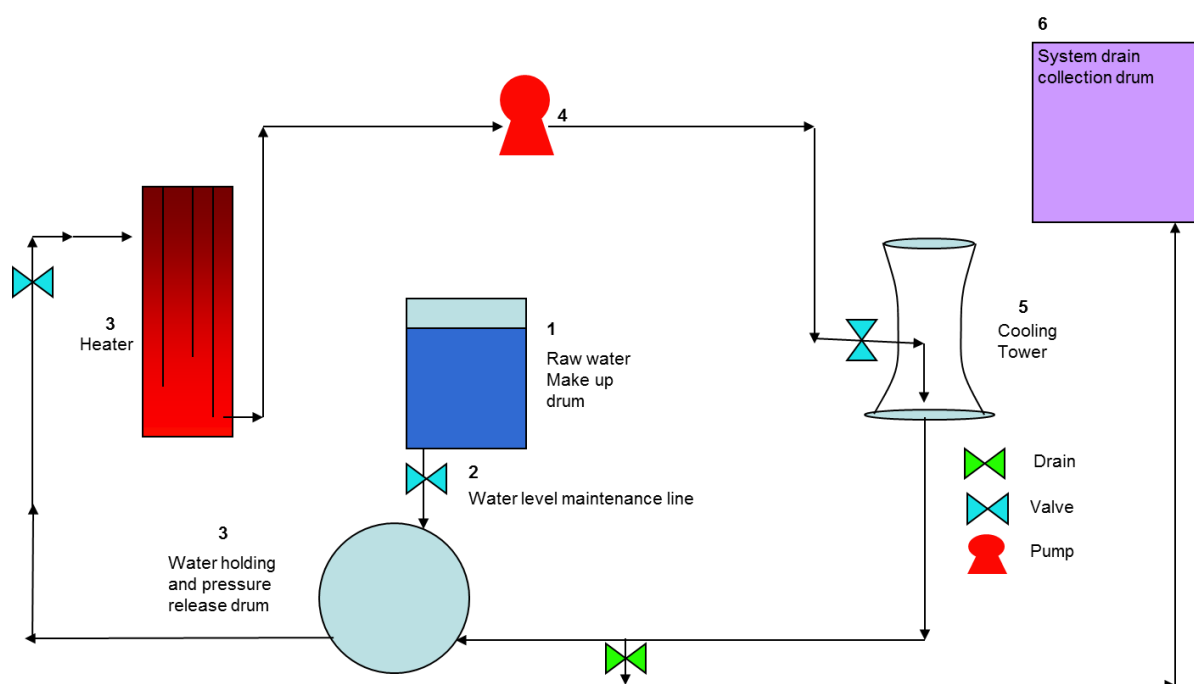 6
System drain
collection drum
4
3
Heater
1
Raw water
Make up
drum
5
Cooling
Tower
2
Water level maintenance line
Drain
Valve
Pump
3
Water holding
and pressure
release drum